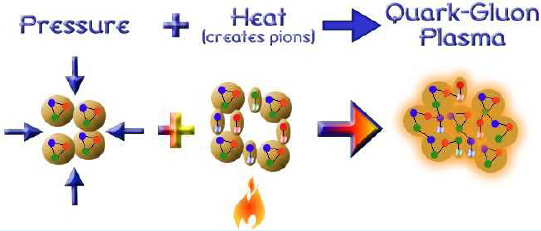 Pressure + Heat
(creates pions)
Quark-Gluon
Plasma
+